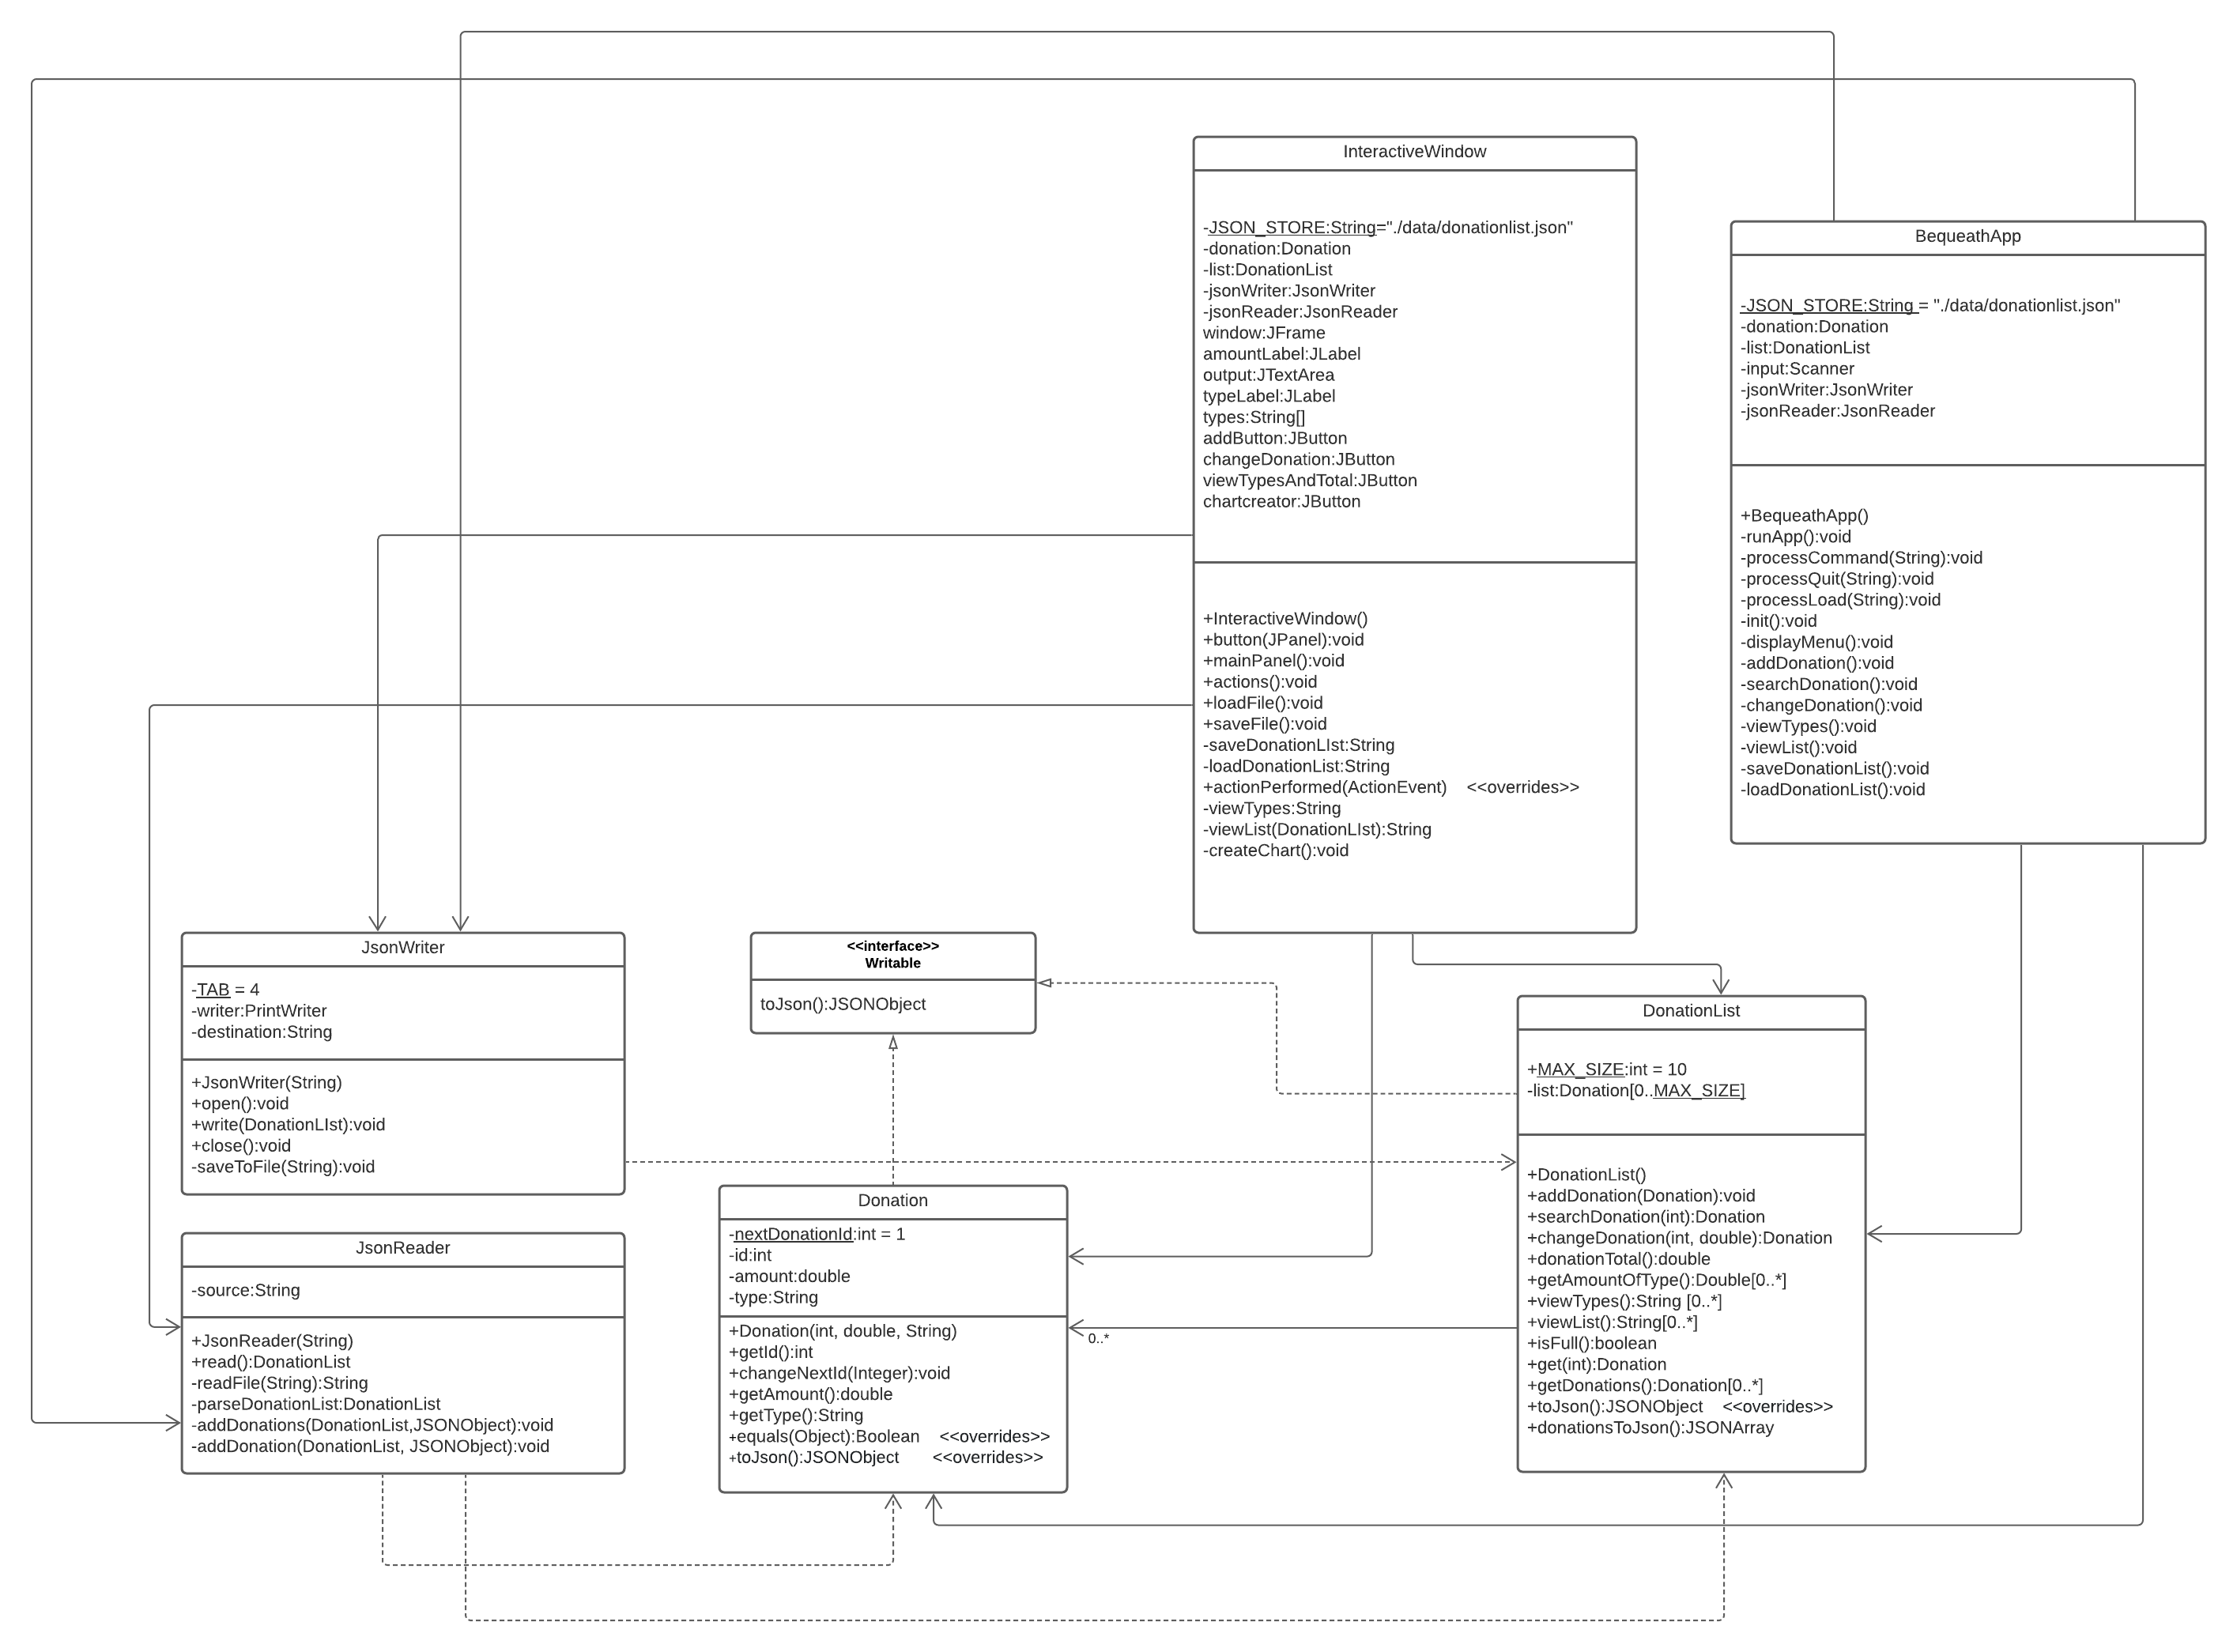 InteractiveWindow
-JSON_STORE:String="./data/donationlist.json"
-donation:Donation
-list:DonationList
-jsonWriter:JsonWriter
-jsonReader:JsonReader
window:JFrame
amountLabel:JLabel
output:JTextArea
typeLabel:JLabel
types:String[]
addButton:JButton
changeDonation:JButton
viewTypesAndTotal:JButton
chartcreator:JButton
+InteractiveWindow()
+button(JPanel):void
+mainPanel():void
+actions():void
+loadFile():void
+saveFile():void
-saveDonationLIst:String
-loadDonationList:String
+actionPerformed(ActionEvent) <<overrides>>
-viewTypes:String
-viewList(DonationLIst):String
-createChart():void
BequeathApp
-JSON_STORE:String = "./data/donationlist.json"
-donation:Donation
-list:DonationList
-input:Scanner
-jsonWriter:JsonWriter
-jsonReader:JsonReader
+BequeathApp()
-runApp():void
-processCommand(String):void
-processQuit(String):void
-processLoad(String):void
-init():void
-displayMenu():void
-addDonation():void
-searchDonation():void
-changeDonation():void
-viewTypes():void
-viewList():void
-saveDonationList():void
-loadDonationList():void
JsonWriter
-TAB = 4
-writer:PrintWriter
-destination:String
+JsonWriter(String)
+open():void
+write(DonationLIst):void
+close():void
-saveToFile(String):void
<<interface>>
Writable
toJson():JSONObject
DonationList
+MAX_SIZE:int = 10
-list:Donation[0..MAX_SIZE]
+DonationList()
+addDonation(Donation):void
+searchDonation(int):Donation
+changeDonation(int, double):Donation
+donationTotal():double
+getAmountOfType():Double[0..*]
+viewTypes():String [0..*]
+viewList():String[0..*]
+isFull():boolean
+get(int):Donation
+getDonations():Donation[0..*]
+toJson():JSONObject <<overrides>>
+donationsToJson():JSONArray
Donation
-nextDonationId:int = 1
-id:int
-amount:double
-type:String
+Donation(int, double, String)
+getId():int
+changeNextId(Integer):void
+getAmount():double
+getType():String
+equals(Object):Boolean <<overrides>>
+toJson():JSONObject <<overrides>>
0..*
JsonReader
-source:String
+JsonReader(String)
+read():DonationList
-readFile(String):String
-parseDonationList:DonationList
-addDonations(DonationList,JSONObject):void
-addDonation(DonationList, JSONObject):void